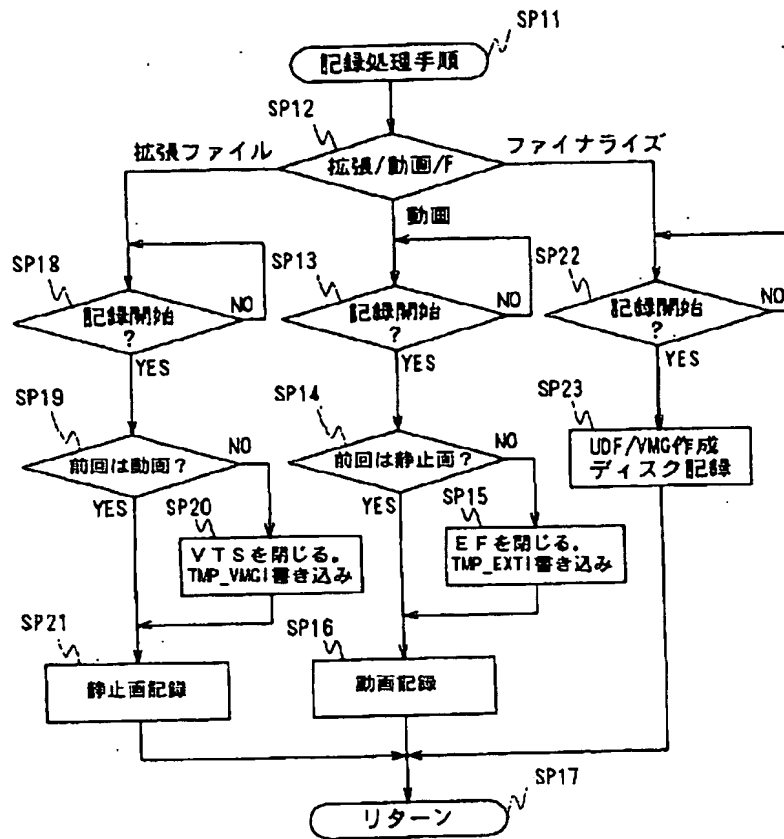 SP11
記録処理手順
SP12
拡張ファイル
拡張/動画/F
ファイナライズ
動画
SP18
記録開始
?
NO
YES
SP13
記録開始
?
NO
YES
SP22
記録開始
?
NO
YES
SP19
前回は動画?
NO
YES
SP14
前回は静止画?
NO
YES
SP23
UDF/VMG作成
ディスク記録
SP20
VTSを閉じる.
TMP_VMGI書き込み
SP15
EFを閉じる.
TMP_EXTI書き込み
SP21
静止画記録
SP16
動画記録
SP17
リターン